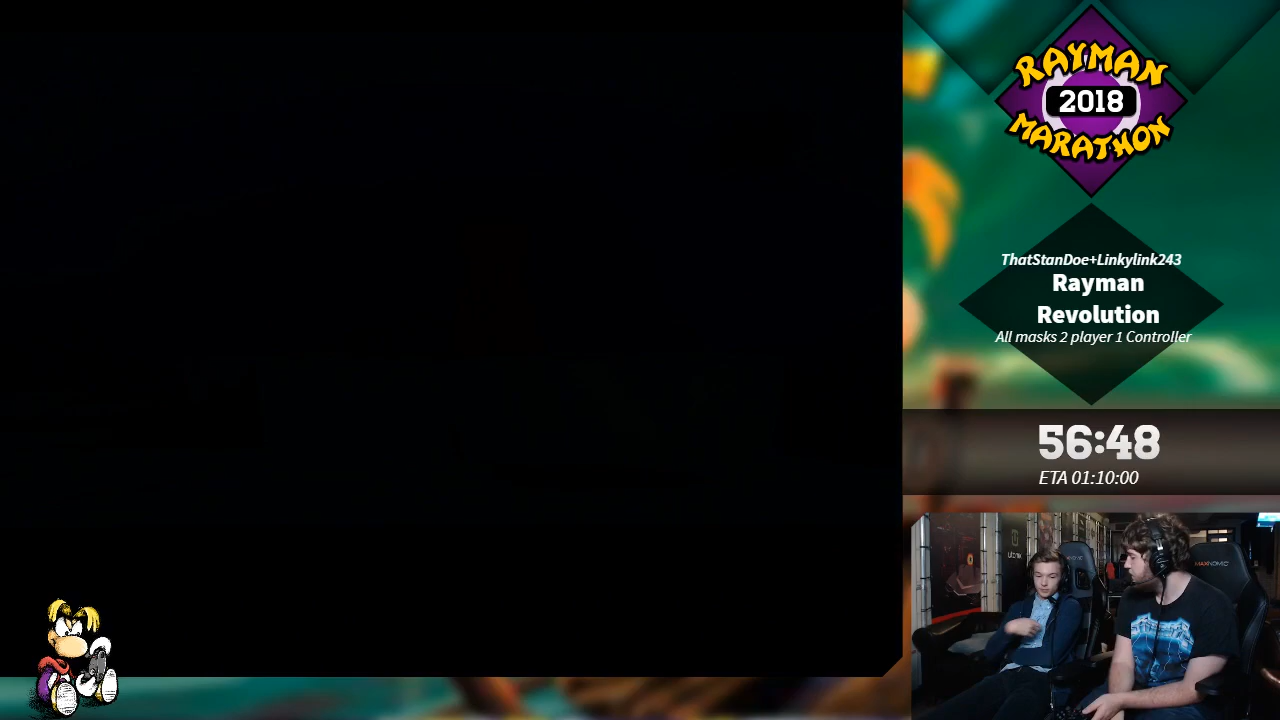 RAYMAN
2018
MARATHON
ThatStanDoe+Linkylink243
Rayman
Revolution
All masks 2 player 1 Controller
56:48
ETA 01:10:00
MAXNOMIC